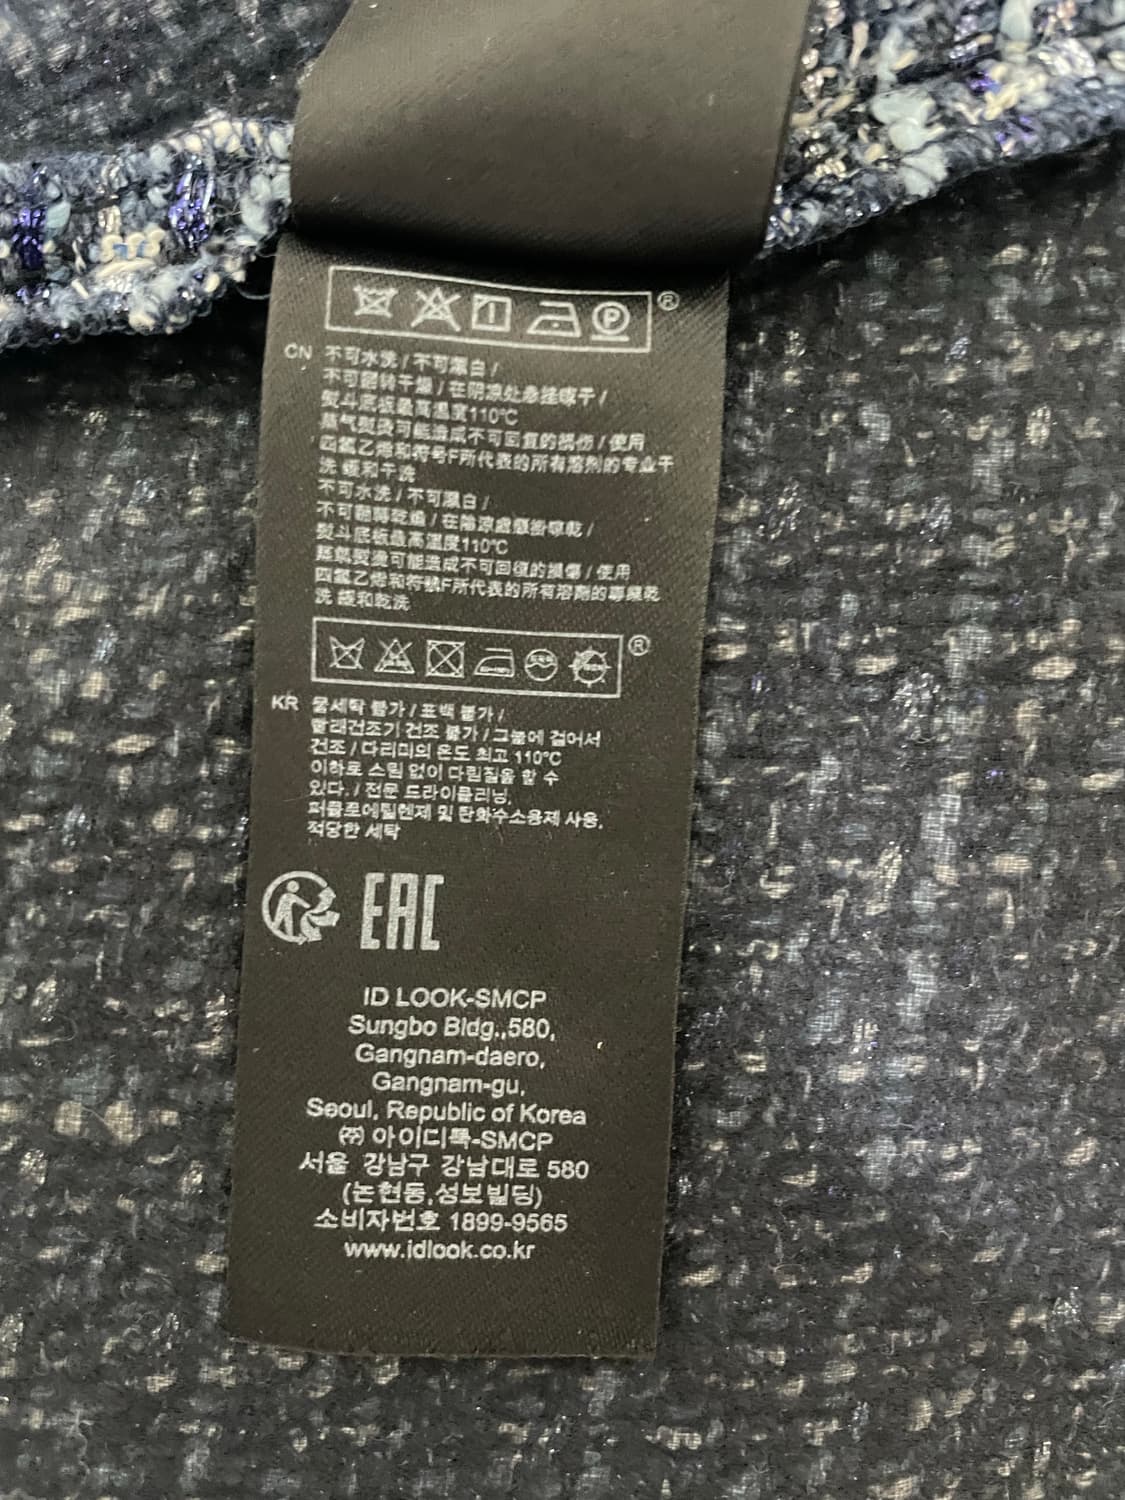 ®
CN 不可水洗 / 不可漂白 /
不可翻转干燥 / 在阴凉处悬挂晾干 /
熨斗底板最高温度110°C
蒸气熨烫可能造成不可回复的损伤 / 使用
四氯乙烯和符号F所代表的所有溶剂的专业干
洗 缓和干洗
不可水洗 / 不可漂白 /
不可翻轉乾燥 / 在陰涼處懸掛晾乾 /
熨斗底板最高溫度110°C
蒸氣熨燙可能造成不可回復的損傷 / 使用
四氯乙烯和符號F所代表的所有溶劑的專業乾
洗 緩和乾洗
®
KR 물세탁 불가 / 표백 불가 /
빨래건조기 건조 불가 / 그늘에 걸어서
건조 / 다리미의 온도 최고 110°C
이하로 스팀 없이 다림질을 할 수
있다. / 전문 드라이클리닝,
퍼클로로에틸렌제 및 탄화수소용제 사용,
적당한 세탁
EAC
ID LOOK-SMCP
Sungbo Bldg.,580,
Gangnam-daero,
Gangnam-gu,
Seoul, Republic of Korea
㈜ 아이디룩-SMCP
서울 강남구 강남대로 580
(논현동,성보빌딩)
소비자번호 1899-9565
www.idlook.co.kr